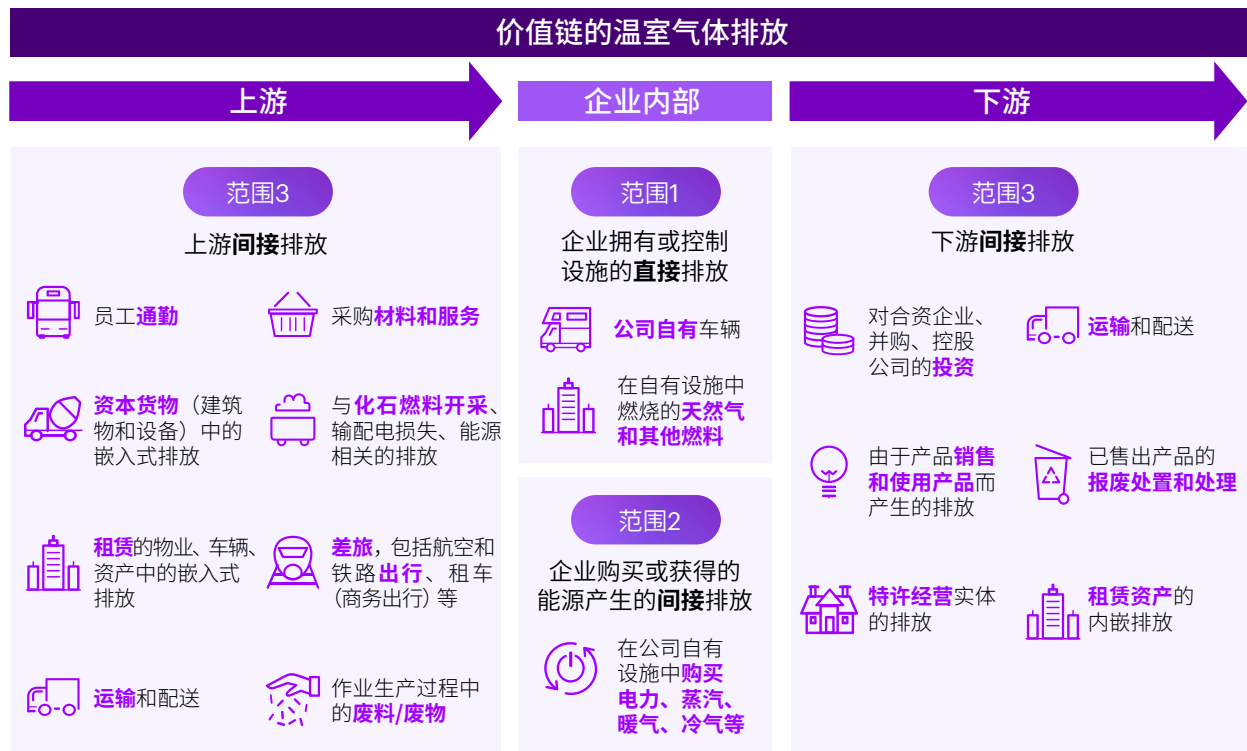 价值链的温室气体排放
上游
企业内部
下游
范围3
上游间接排放
员工通勤
采购材料和服务
资本货物（建筑
物和设备）中的
嵌入式排放
与化石燃料开采、
输配电损失、能源
相关的排放
租赁的物业、车辆、
资产中的嵌入式
排放
差旅，包括航空和
铁路出行、租车
（商务出行）等
运输和配送
作业生产过程中
的废料/废物
范围1
企业拥有或控制
设施的直接排放
公司自有车辆
在自有设施中
燃烧的天然气
和其他燃料
范围2
企业购买或获得的
能源产生的间接排放
在公司自有
设施中购买
电力、蒸汽、
暖气、冷气等
范围3
下游间接排放
对合资企业、
并购、控股
公司的投资
运输和配送
由于产品销售
和使用产品而
产生的排放
已售出产品的
报废处置和处理
特许经营实体
的排放
租赁资产的
内嵌排放